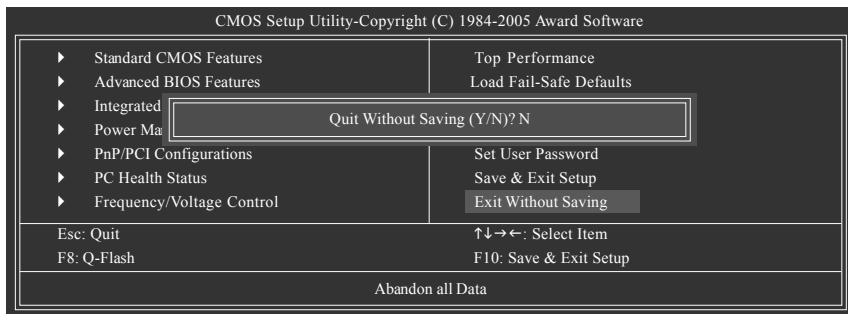 CMOS Setup Utility-Copyright (C) 1984-2005 Award Software
Standard CMOS Features
Advanced BIOS Features
Integrated
Power Ma
PnP/PCI Configurations
PC Health Status
Frequency/Voltage Control
Top Performance
Load Fail-Safe Defaults
Quit Without Saving (Y/N)? N
Set User Password
Save & Exit Setup
Exit Without Saving
Esc: Quit
↑↓→←: Select Item
F8: Q-Flash
F10: Save & Exit Setup
Abandon all Data